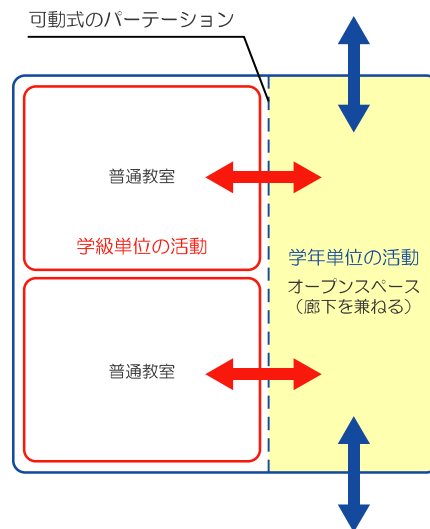 可動式のパーテーション
普通教室
学級単位の活動
学年単位の活動
オープンスペース
（廊下を兼ねる）
普通教室